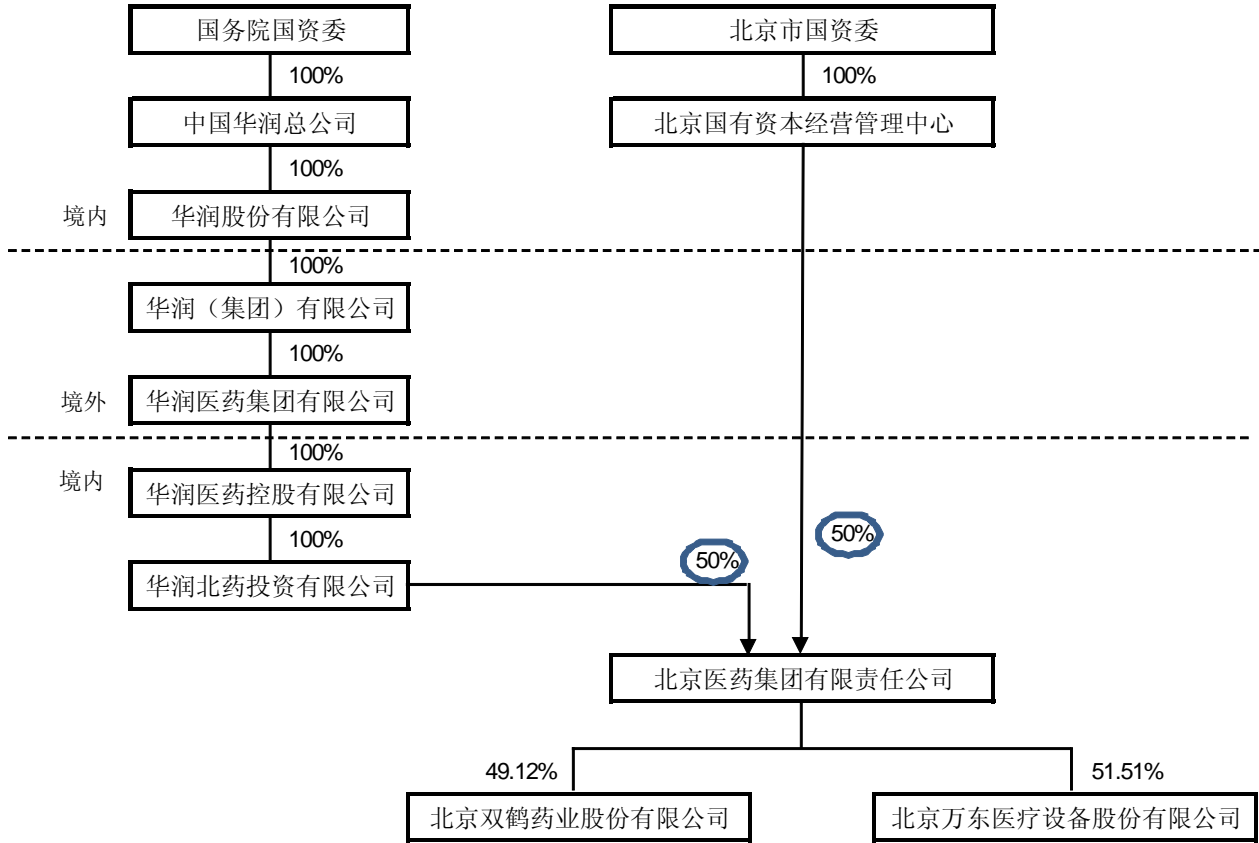 国务院国资委
北京市国资委
100%
100%
中国华润总公司
北京国有资本经营管理中心
100%
境内
华润股份有限公司
100%
华润（集团）有限公司
100%
境外
华润医药集团有限公司
100%
境内
华润医药控股有限公司
100%
50%
50%
华润北药投资有限公司
北京医药集团有限责任公司
49.12%
51.51%
北京双鹤药业股份有限公司
北京万东医疗设备股份有限公司